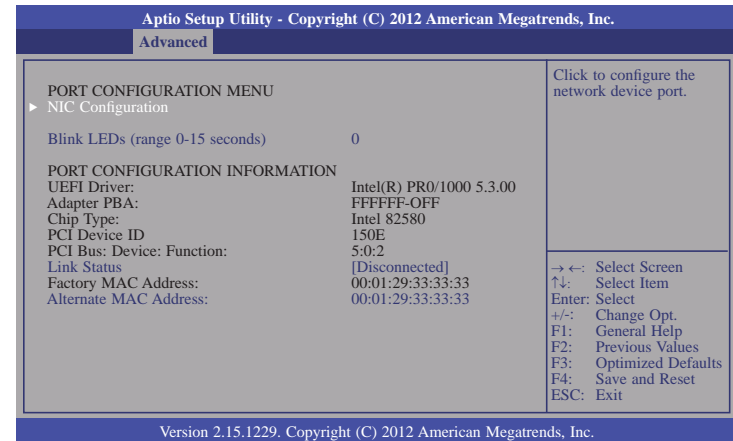 Aptio Setup Utility - Copyright (C) 2012 American Megatrends, Inc.
Advanced
PORT CONFIGURATION MENU
► NIC Configuration
Blink LEDs (range 0-15 seconds) 0
PORT CONFIGURATION INFORMATION
UEFI Driver: Intel(R) PR0/1000 5.3.00
Adapter PBA: FFFFFF-OFF
Chip Type: Intel 82580
PCI Device ID 150E
PCI Bus: Device: Function: 5:0:2
Link Status [Disconnected]
Factory MAC Address: 00:01:29:33:33:33
Alternate MAC Address: 00:01:29:33:33:33
Click to configure the
network device port.
→←: Select Screen
↑↓: Select Item
Enter: Select
+/-: Change Opt.
F1: General Help
F2: Previous Values
F3: Optimized Defaults
F4: Save and Reset
ESC: Exit
Version 2.15.1229. Copyright (C) 2012 American Megatrends, Inc.